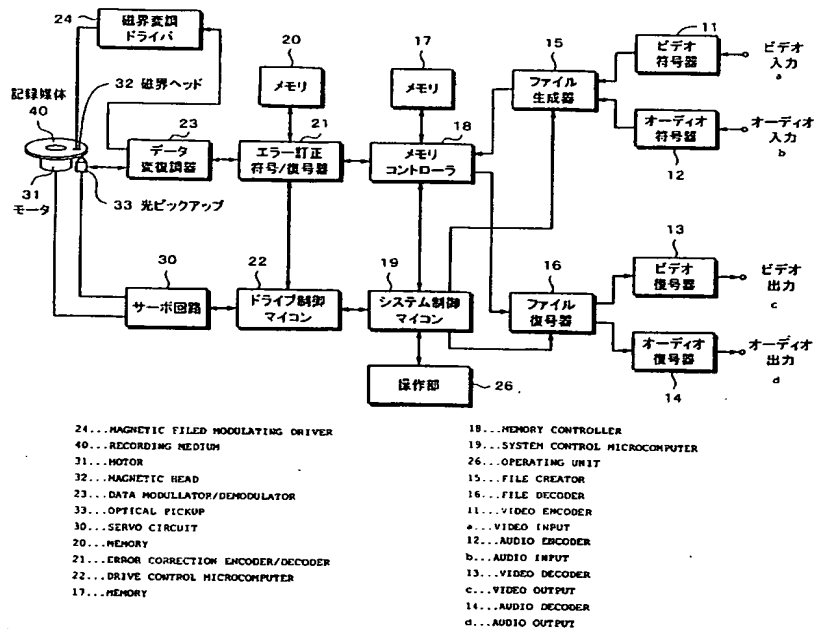 24
磁界変調
ドライバ
32 磁界ヘッド
記録媒体
40
31
モータ
33 光ピックアップ
23
データ
変復調器
20
メモリ
21
エラー訂正
符号/復号器
17
メモリ
18
メモリ
コントローラ
15
ファイル
生成器
11
ビデオ
符号器
ビデオ
入力
a
オーディオ
符号器
12
オーディオ
入力
b
30
サーボ回路
22
ドライブ制御
マイコン
19
システム制御
マイコン
操作部
26
16
ファイル
復号器
13
ビデオ
復号器
ビデオ
出力
c
オーディオ
復号器
14
オーディオ
出力
d
24...MAGNETIC FILED MODULATING DRIVER
40...RECORDING MEDIUM
31...MOTOR
32...MAGNETIC HEAD
23...DATA MODULLATOR/DEMODULATOR
33...OPTICAL PICKUP
30...SERVO CIRCUIT
20...MEMORY
21...ERROR CORRECTION ENCODER/DECODER
22...DRIVE CONTROL MICROCOMPUTER
17...MEMORY
18...MEMORY CONTROLLER
19...SYSTEM CONTROL MICROCOMPUTER
26...OPERATING UNIT
15...FILE CREATOR
16...FILE DECODER
11...VIDEO ENCODER
a...VIDEO INPUT
12...AUDIO ENCODER
b...AUDIO INPUT
13...VIDEO DECODER
c...VIDEO OUTPUT
14...AUDIO DECODER
d...AUDIO OUTPUT